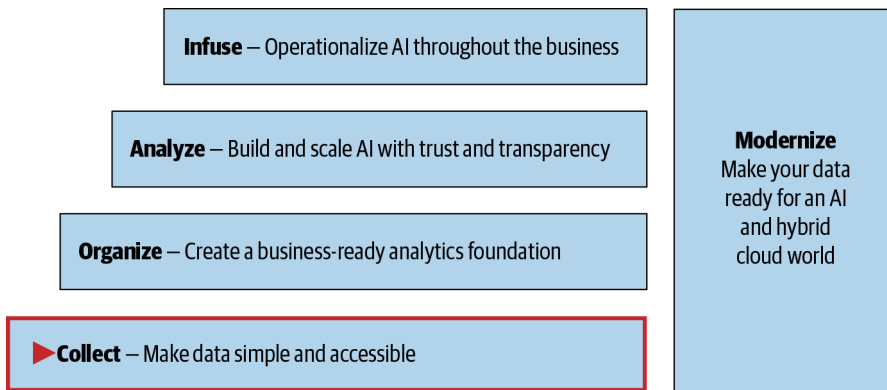 Infuse – Operationalize AI throughout the business
Analyze – Build and scale AI with trust and transparency
Organize – Create a business-ready analytics foundation
Collect – Make data simple and accessible
Modernize
Make your data
ready for an AI
and hybrid
cloud world